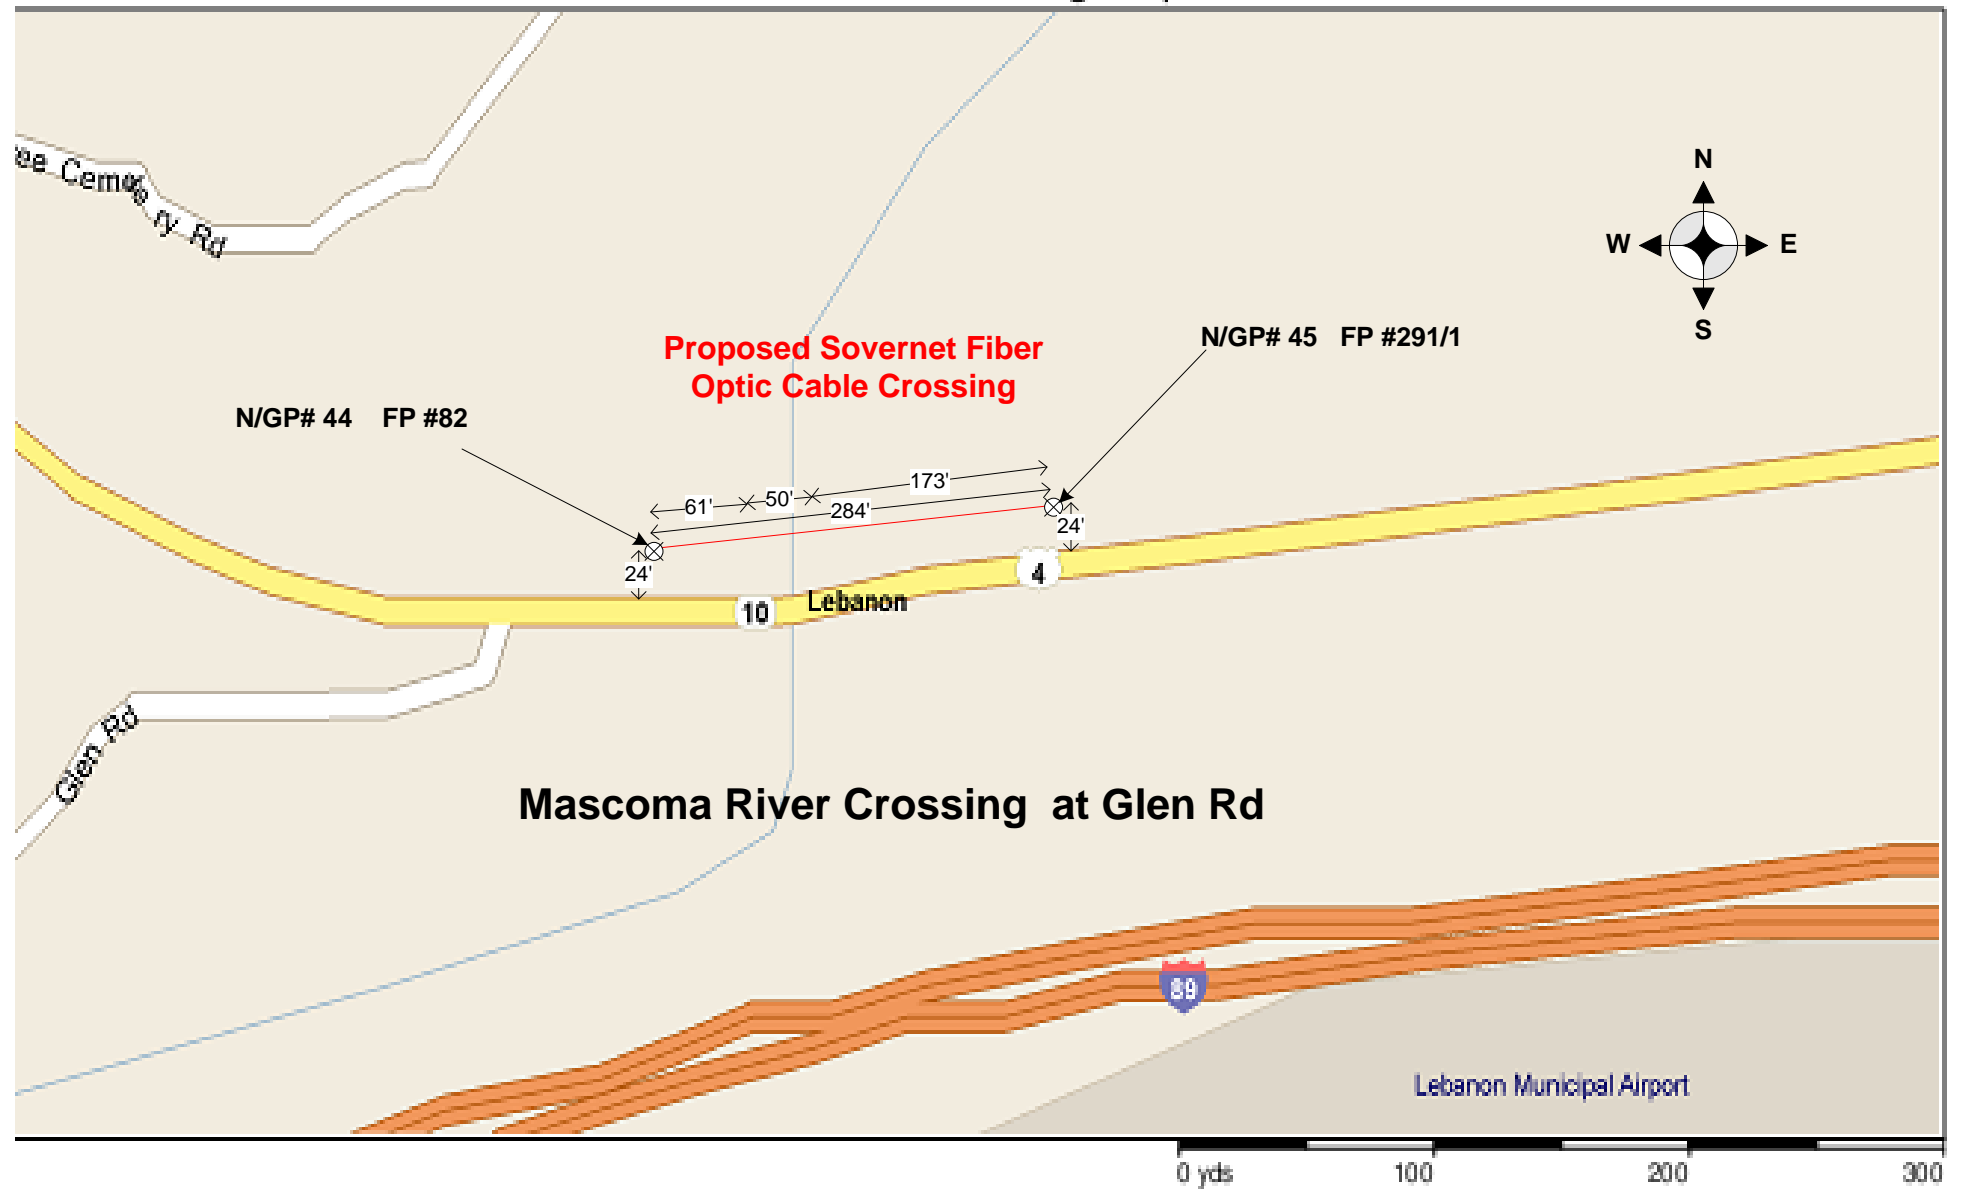 ee Cemetery Rd
N
W E
S
Proposed Sovernet Fiber
Optic Cable Crossing
N/GP# 45 FP #291/1
N/GP# 44 FP #82
61' 50' 173'
284'
24'
24'
4
10
Lebanon
Glen Rd
Mascoma River Crossing at Glen Rd
89
Lebanon Municipal Airport
0 yds 100 200 300